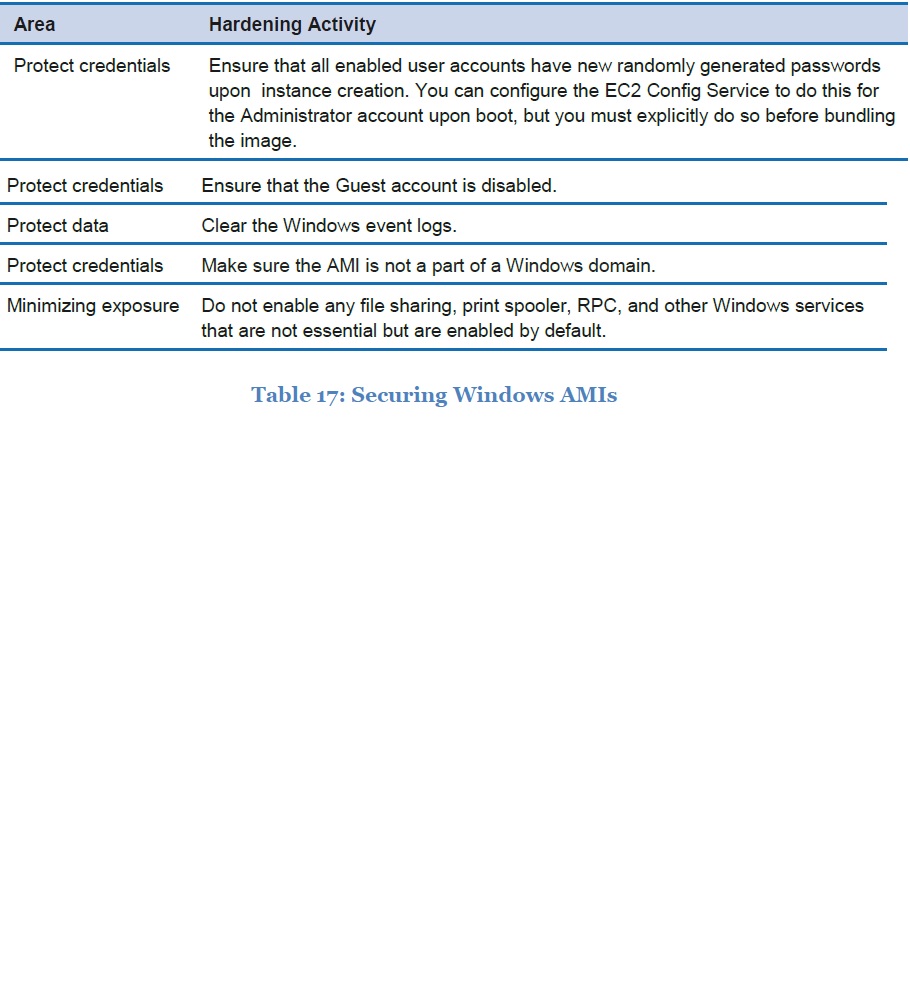 Area Hardening Activity
Protect credentials Ensure that all enabled user accounts have new randomly generated passwords
upon instance creation. You can configure the EC2 Config Service to do this for
the Administrator account upon boot, but you must explicitly do so before bundling
the image.
Protect credentials Ensure that the Guest account is disabled.
Protect data Clear the Windows event logs.
Protect credentials Make sure the AMI is not a part of a Windows domain.
Minimizing exposure Do not enable any file sharing, print spooler, RPC, and other Windows services
that are not essential but are enabled by default.
Table 17: Securing Windows AMIs